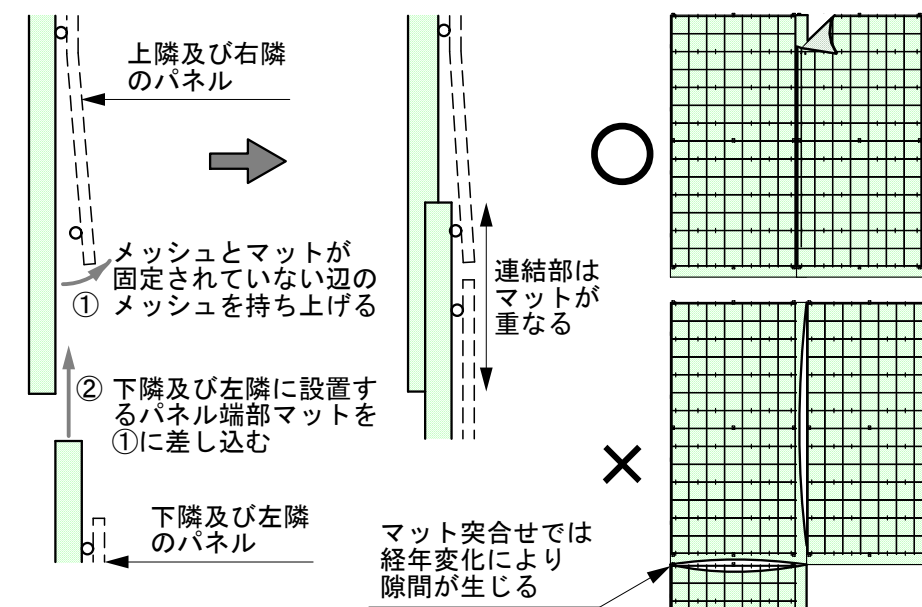 上隣及び右隣
のパネル
メッシュとマットが
固定されていない辺の
① メッシュを持ち上げる
② 下隣及び左隣に設置す
るパネル端部マットを
①に差し込む
下隣及び左隣
のパネル
連結部は
マットが
重なる
○
×
マット突合せでは
経年変化により
隙間が生じる